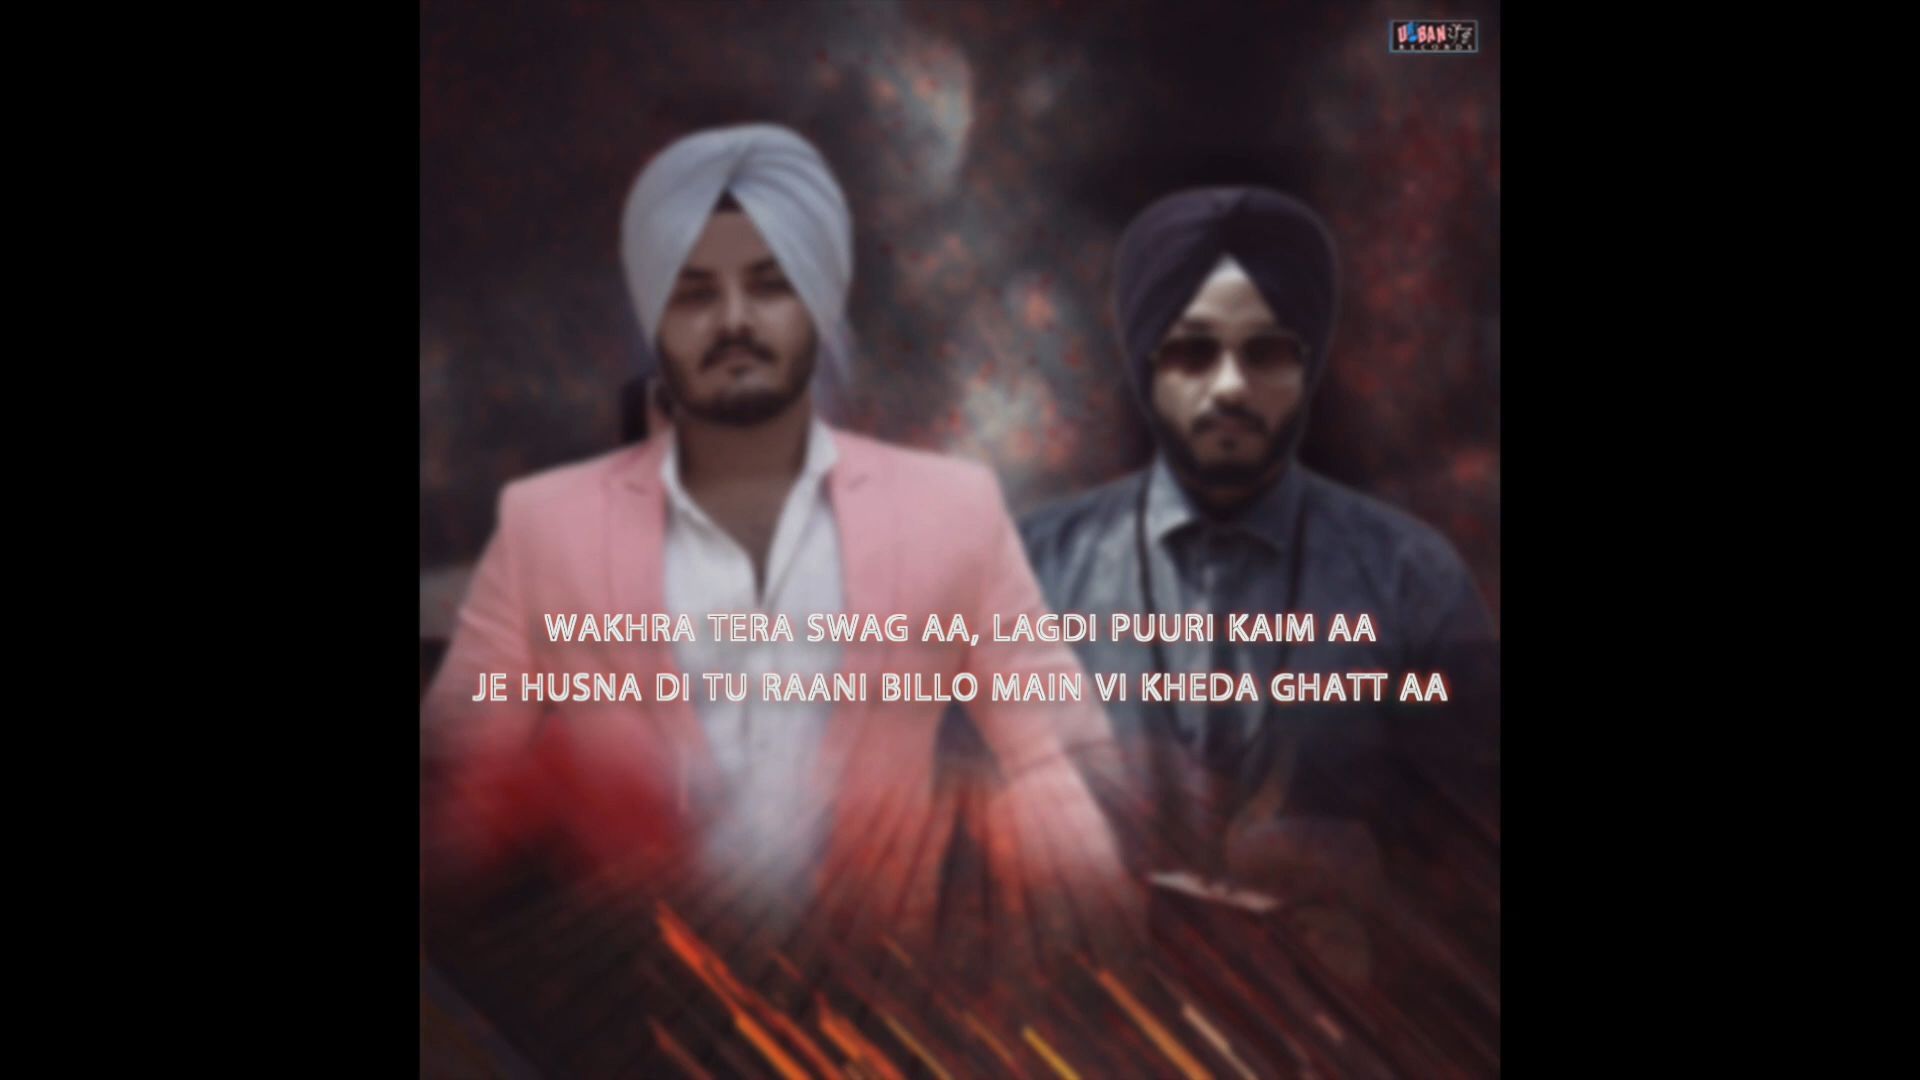 WAKHRA TERA SWAG AA, LAGDI PUURI KAIM AA
JE HUSNA DI TU RAANI BILLO MAIN VI KHEDA GHATT AA
RECORDS